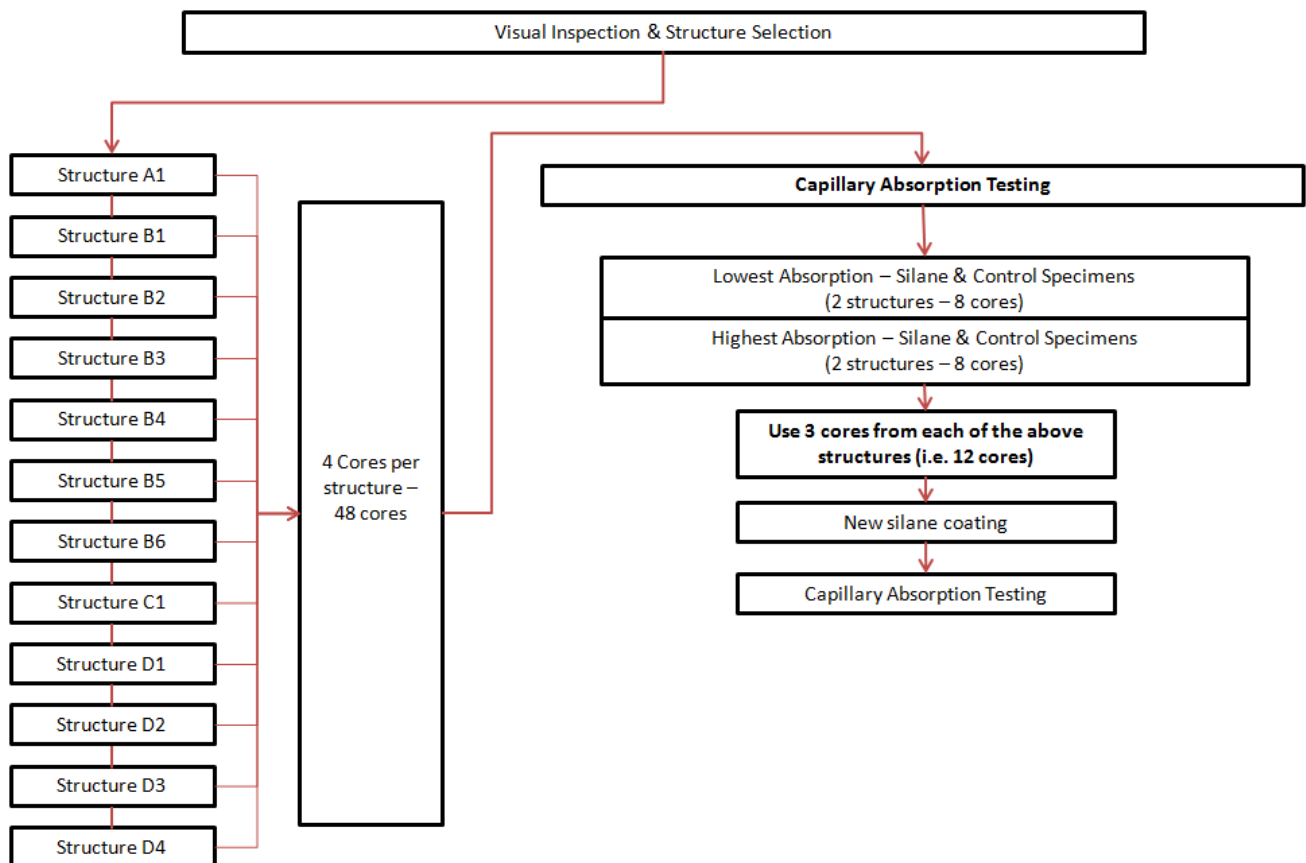 Visual Inspection & Structure Selection
Structure A1
Structure B1
Structure B2
Structure B3
Structure B4
Structure B5
Structure B6
Structure C1
Structure D1
Structure D2
Structure D3
Structure D4
4 Cores per
structure –
48 cores
Capillary Absorption Testing
Lowest Absorption – Silane & Control Specimens
(2 structures – 8 cores)
Highest Absorption – Silane & Control Specimens
(2 structures – 8 cores)
Use 3 cores from each of the above
structures (i.e. 12 cores)
New silane coating
Capillary Absorption Testing